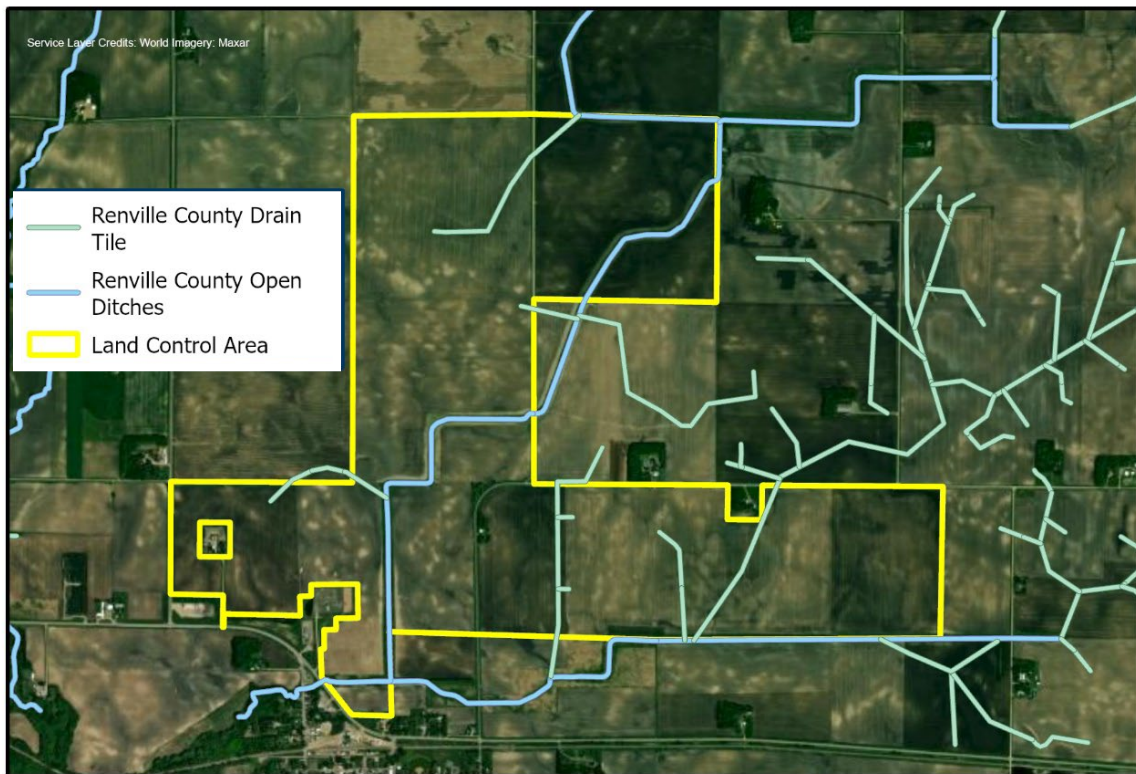 Service Layer Credits: World Imagery: Maxar
Renville County Drain
Tile
Renville County Open
Ditches
Land Control Area